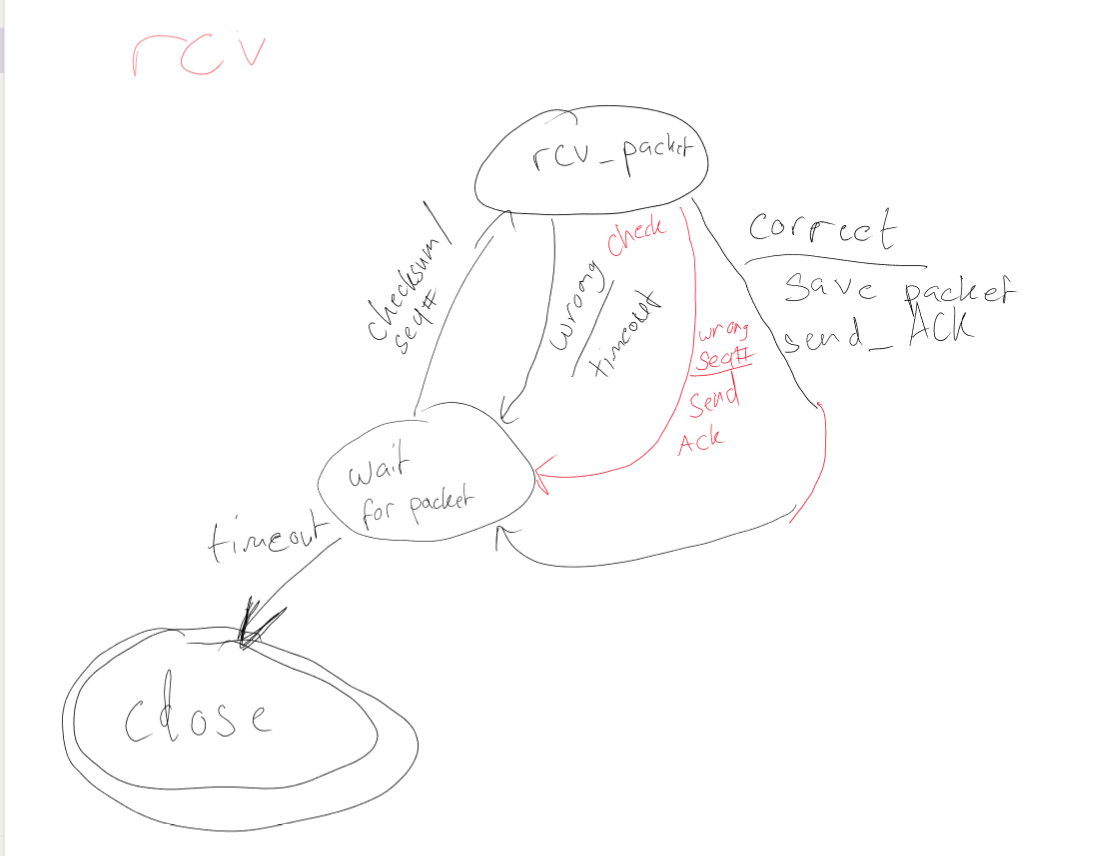 rcv
rcv_packet
checksum/
seq#
wrong
timeout
check
wrong
seq#
send
Ack
correct
save packet
send_ACK
wait
for packet
timeout
close